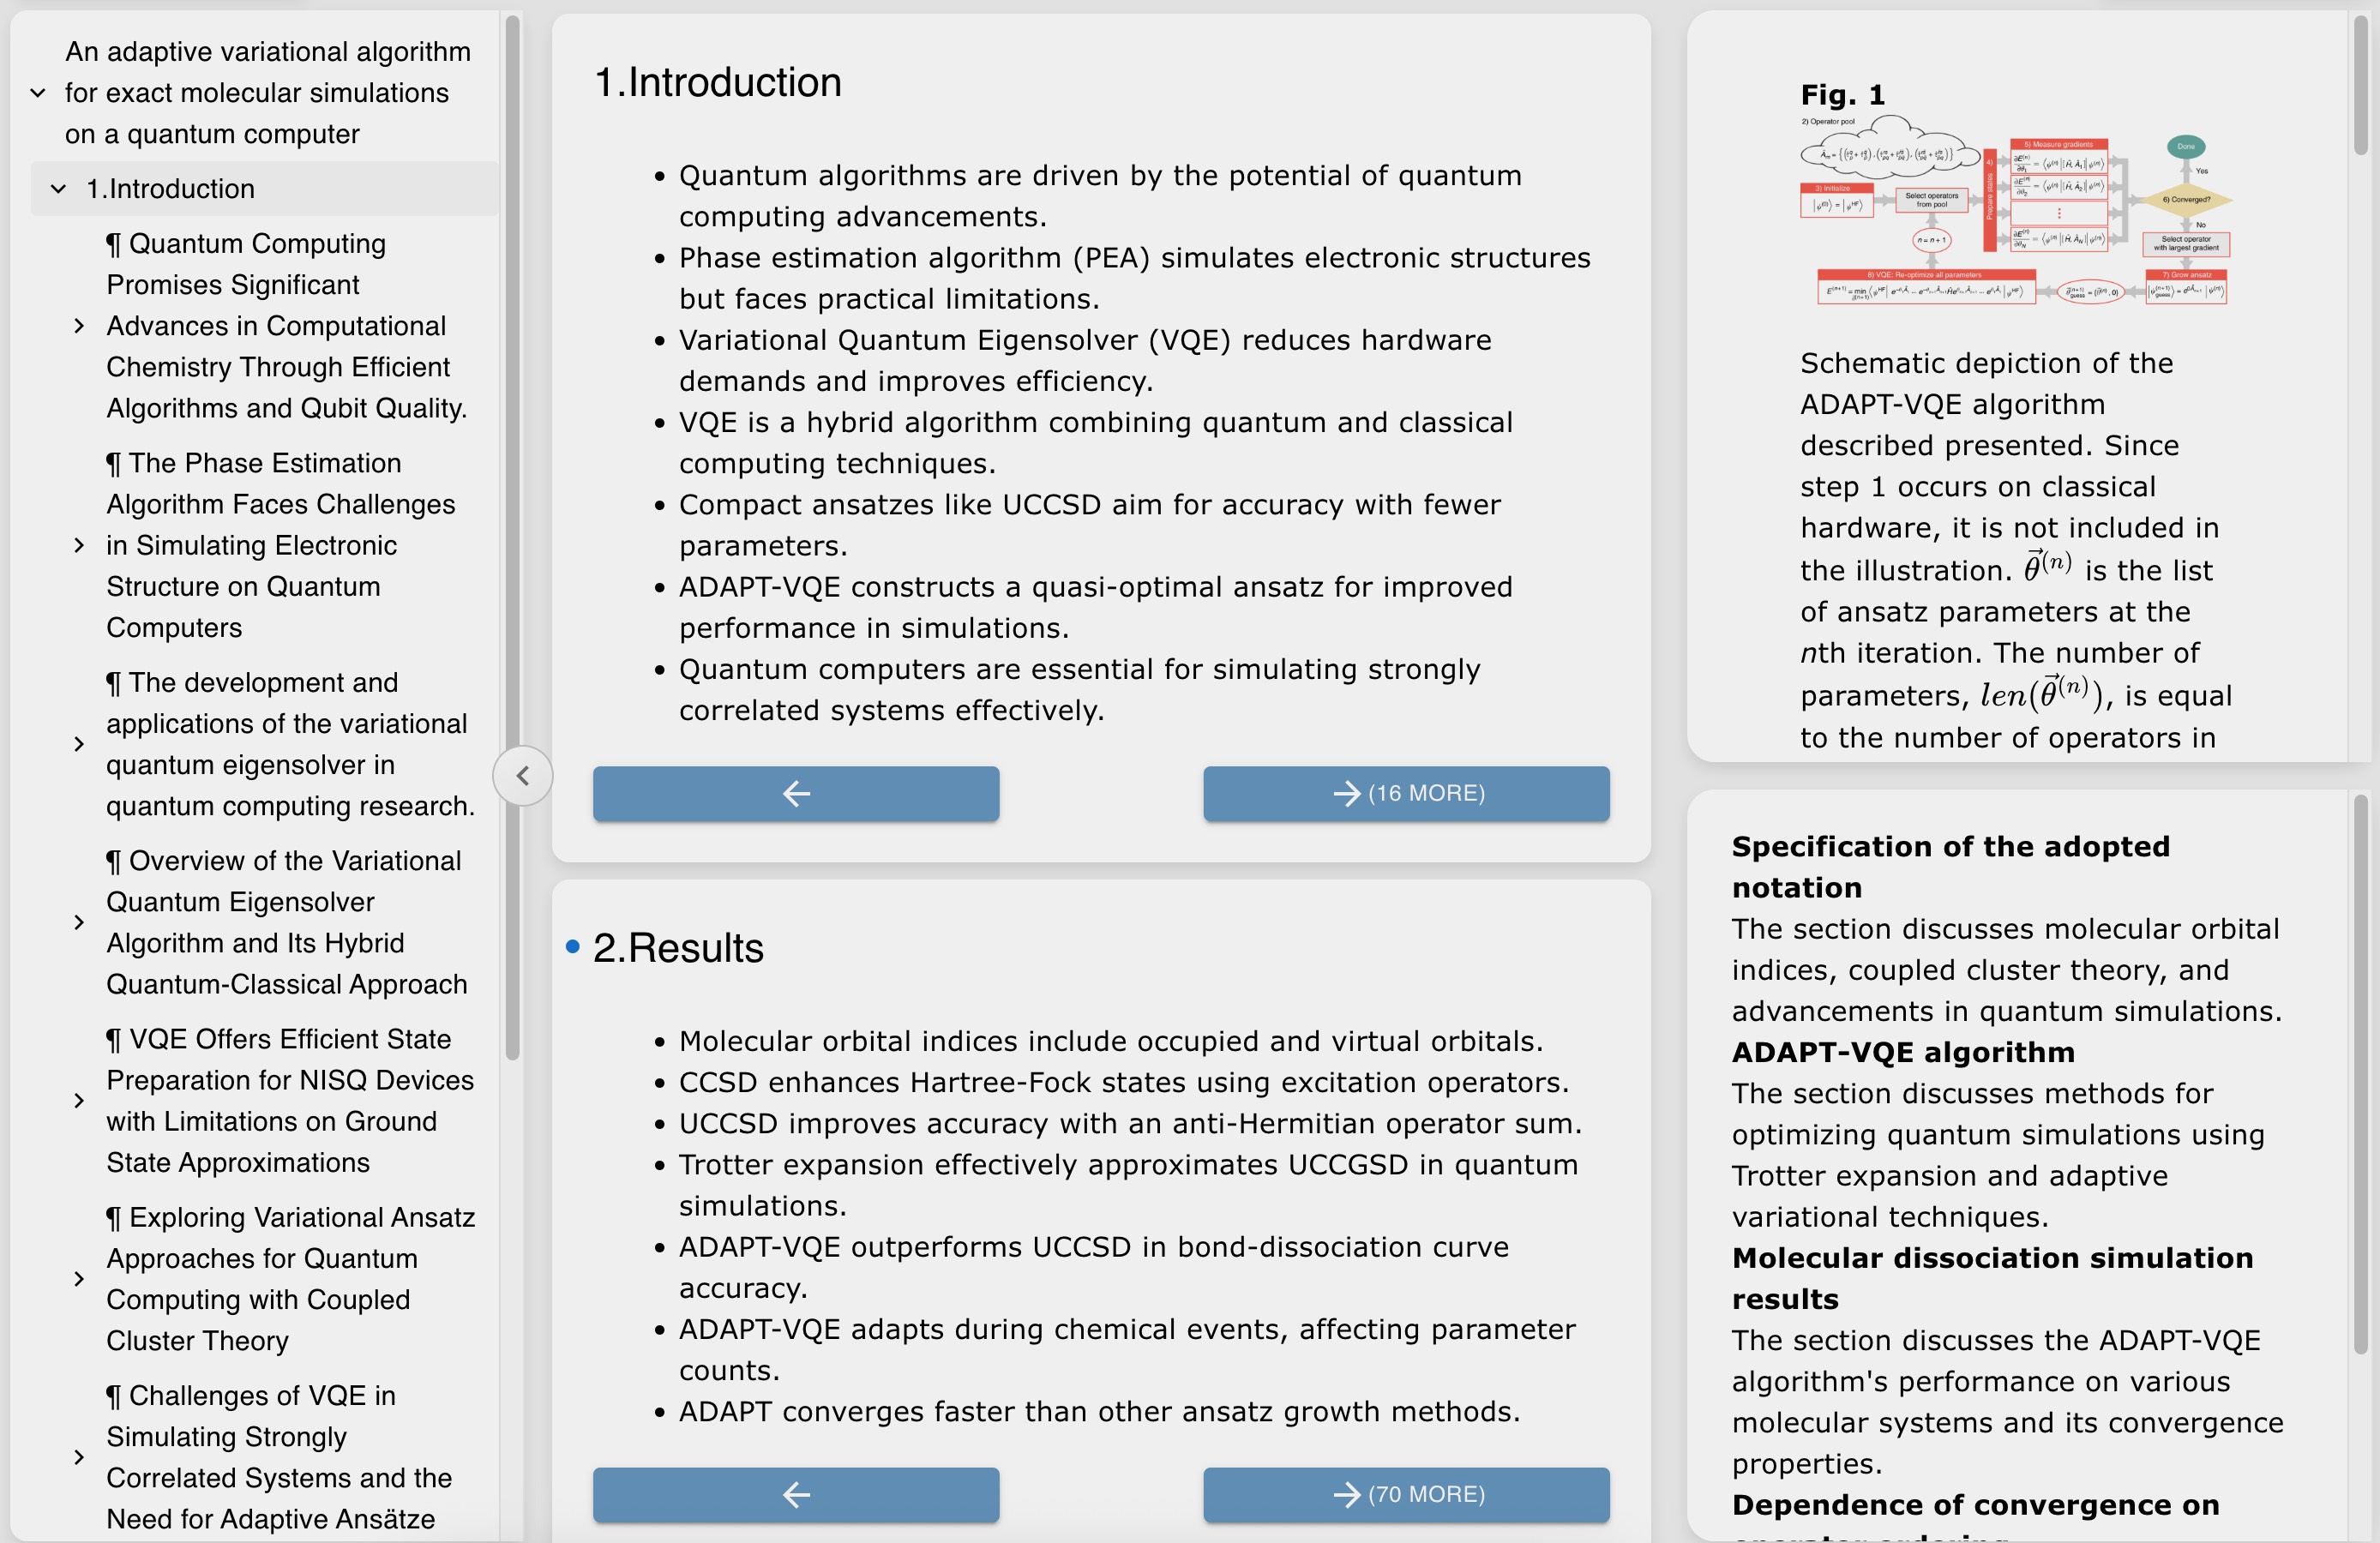 An adaptive variational algorithm
for exact molecular simulations
on a quantum computer
1.Introduction
¶ Quantum Computing
Promises Significant
Advances in Computational
Chemistry Through Efficient
Algorithms and Qubit Quality.
¶ The Phase Estimation
Algorithm Faces Challenges
in Simulating Electronic
Structure on Quantum
Computers
¶ The development and
applications of the variational
quantum eigensolver in
quantum computing research.
¶ Overview of the Variational
Quantum Eigensolver
Algorithm and Its Hybrid
Quantum-Classical Approach
¶ VQE Offers Efficient State
Preparation for NISQ Devices
with Limitations on Ground
State Approximations
¶ Exploring Variational Ansatz
Approaches for Quantum
Computing with Coupled
Cluster Theory
¶ Challenges of VQE in
Simulating Strongly
Correlated Systems and the
Need for Adaptive Ansätze
1.Introduction
• Quantum algorithms are driven by the potential of quantum
computing advancements.
• Phase estimation algorithm (PEA) simulates electronic structures
but faces practical limitations.
• Variational Quantum Eigensolver (VQE) reduces hardware
demands and improves efficiency.
• VQE is a hybrid algorithm combining quantum and classical
computing techniques.
• Compact ansatzes like UCCSD aim for accuracy with fewer
parameters.
• ADAPT-VQE constructs a quasi-optimal ansatz for improved
performance in simulations.
• Quantum computers are essential for simulating strongly
correlated systems effectively.
(16 MORE)
2.Results
• Molecular orbital indices include occupied and virtual orbitals.
• CCSD enhances Hartree-Fock states using excitation operators.
• UCCSD improves accuracy with an anti-Hermitian operator sum.
• Trotter expansion effectively approximates UCCGSD in quantum
simulations.
• ADAPT-VQE outperforms UCCSD in bond-dissociation curve
accuracy.
• ADAPT-VQE adapts during chemical events, affecting parameter
counts.
• ADAPT converges faster than other ansatz growth methods.
(70 MORE)
Fig. 1
2) Operator pool
3) Initialize
Select operators
from pool
n = n + 1
4)
Prepare states
5) Measure gradients
Done
Yes
6) Converged?
No
Select operator
with largest gradient
7) Grow ansatz
8) VQE: Re-optimize all parameters
Schematic depiction of the
ADAPT-VQE algorithm
described presented. Since
step 1 occurs on classical
hardware, it is not included in
the illustration. θ⃗⁽ⁿ⁾ is the list
of ansatz parameters at the
nth iteration. The number of
parameters, len(θ⃗⁽ⁿ⁾), is equal
to the number of operators in
Specification of the adopted
notation
The section discusses molecular orbital
indices, coupled cluster theory, and
advancements in quantum simulations.
ADAPT-VQE algorithm
The section discusses methods for
optimizing quantum simulations using
Trotter expansion and adaptive
variational techniques.
Molecular dissociation simulation
results
The section discusses the ADAPT-VQE
algorithm's performance on various
molecular systems and its convergence
properties.
Dependence of convergence on
operator ordering